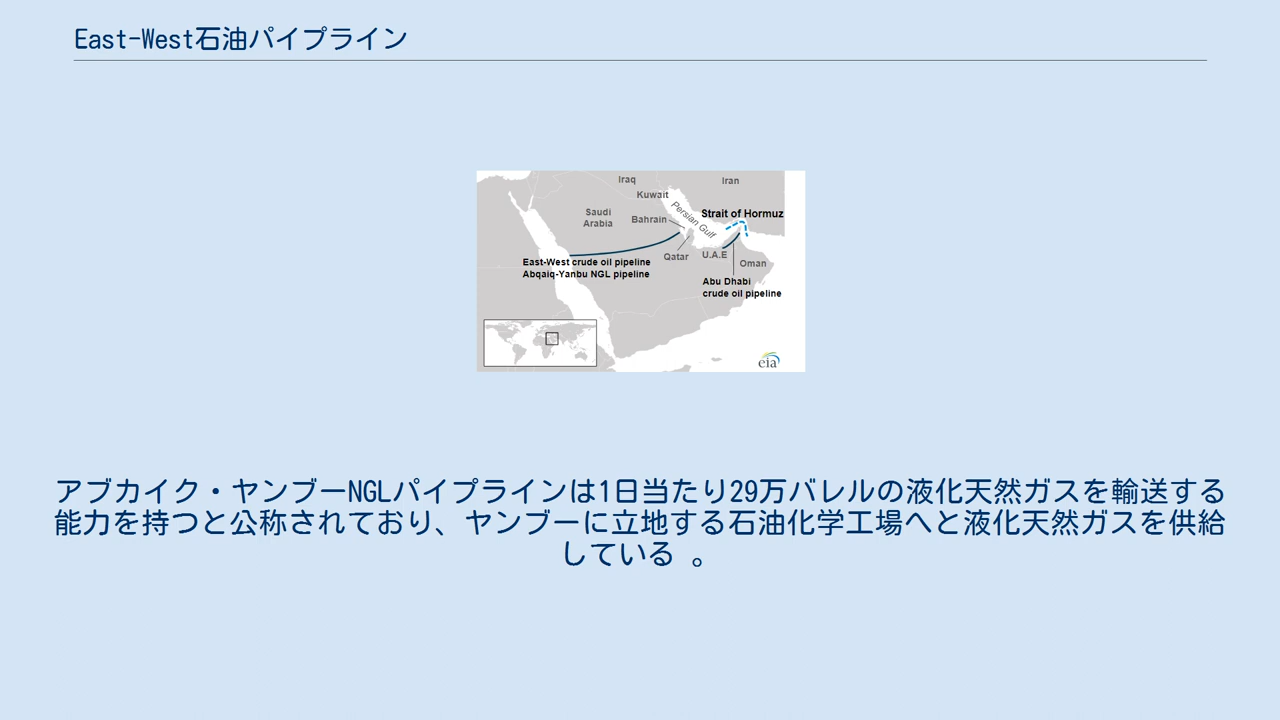 East-West石油パイプライン
Iraq
Iran
Kuwait
Persian Gulf
Strait of Hormuz
Saudi
Arabia
Bahrain
Qatar
U.A.E
Oman
East-West crude oil pipeline
Abqaiq-Yanbu NGL pipeline
Abu Dhabi
crude oil pipeline
eia
アブカイク・ヤンブーNGLパイプラインは1日当たり29万バレルの液化天然ガスを輸送する
能力を持つと公称されており、ヤンブーに立地する石油化学工場へと液化天然ガスを供給
している 。